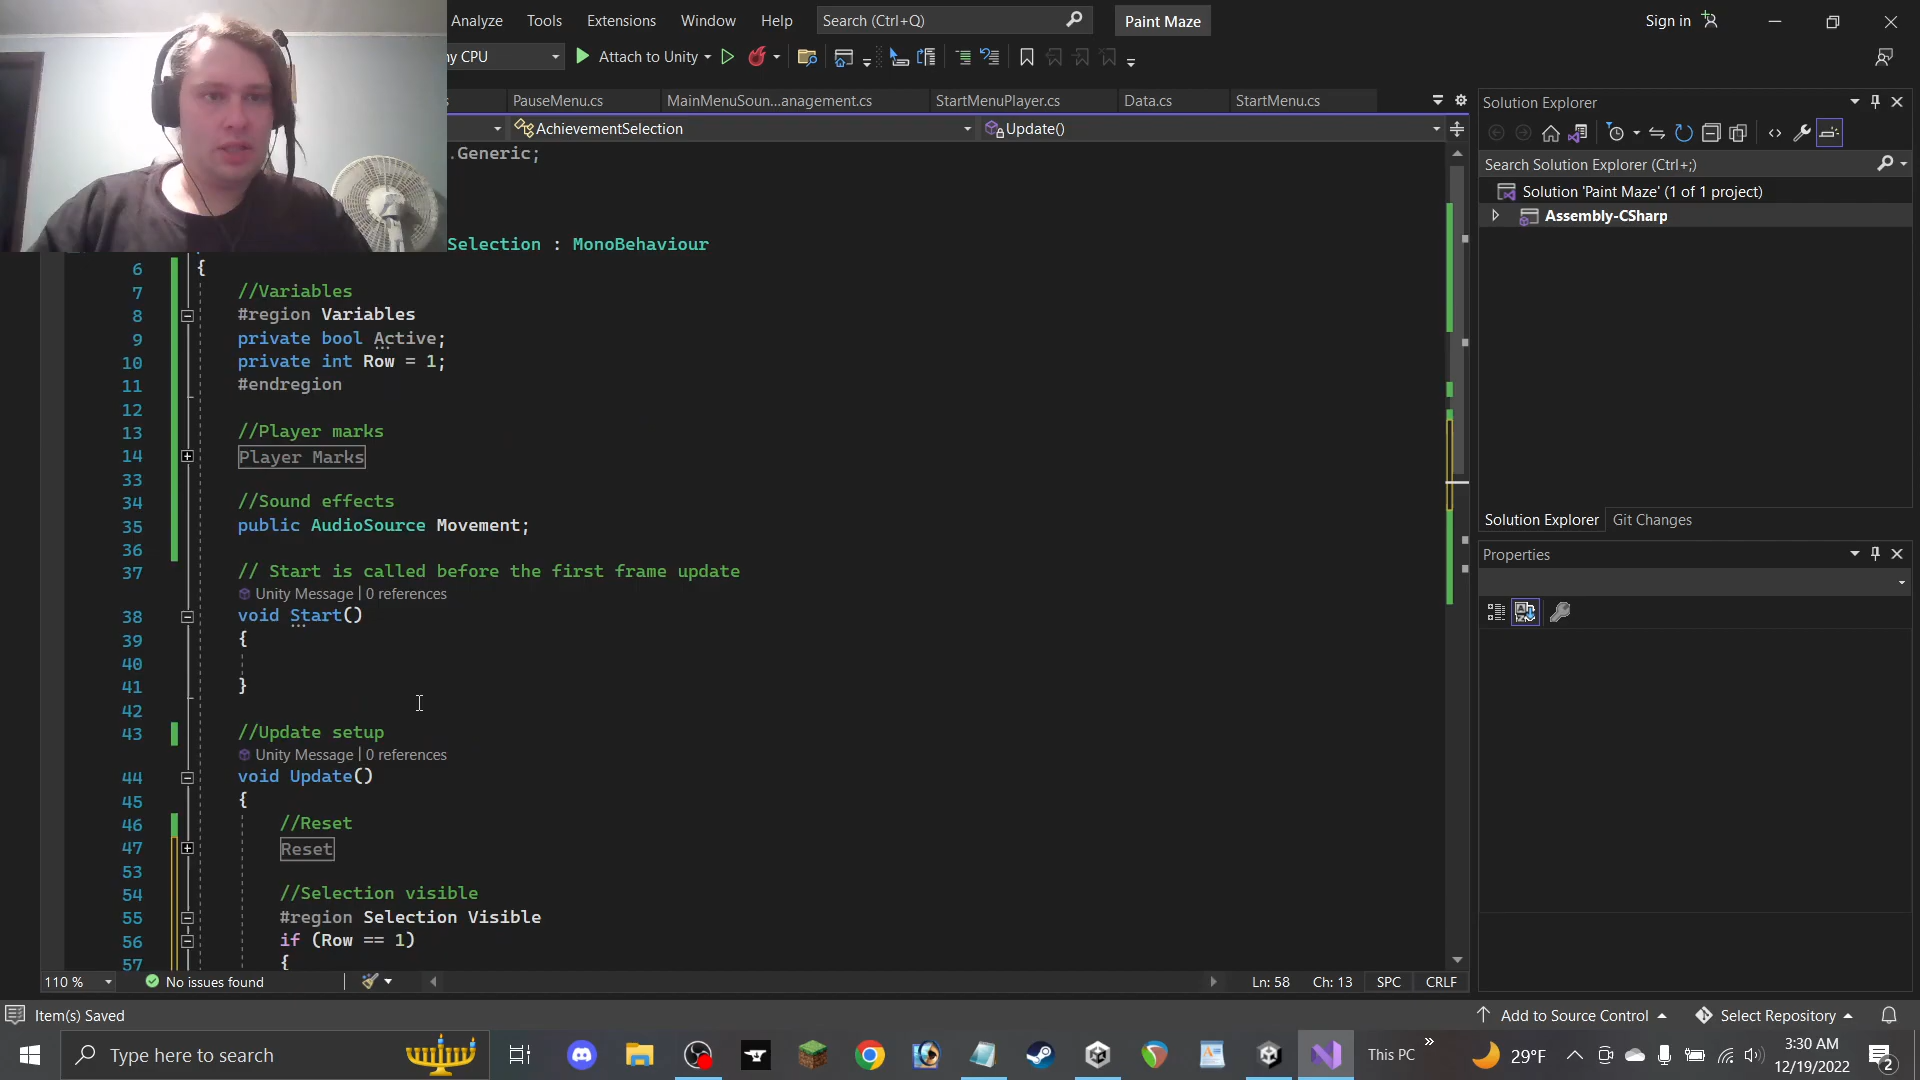 Analyze
Tools
Extensions
Window
Help
Search (Ctrl+Q)
Paint Maze
Sign in
ny CPU
Attach to Unity
s
PauseMenu.cs
MainMenuSoun...anagement.cs
StartMenuPlayer.cs
Data.cs
StartMenu.cs
AchievementSelection
Update()
.Generic;
Selection : MonoBehaviour
6 {
7 //Variables
8 #region Variables
9 private bool Active;
10 private int Row = 1;
11 #endregion
12
13 //Player marks
14 Player Marks
33
34 //Sound effects
35 public AudioSource Movement;
36
37 // Start is called before the first frame update
Unity Message | 0 references
38 void Start()
39 {
40
41 }
42
43 //Update setup
Unity Message | 0 references
44 void Update()
45 {
46 //Reset
47 Reset
53
54 //Selection visible
55 #region Selection Visible
56 if (Row == 1)
57 {
110 %
No issues found
Ln: 58
Ch: 13
SPC
CRLF
Solution Explorer
Search Solution Explorer (Ctrl+;)
Solution 'Paint Maze' (1 of 1 project)
Assembly-CSharp
Solution Explorer
Git Changes
Properties
Item(s) Saved
Add to Source Control
Select Repository
Type here to search
This PC
29°F
3:30 AM
12/19/2022
2